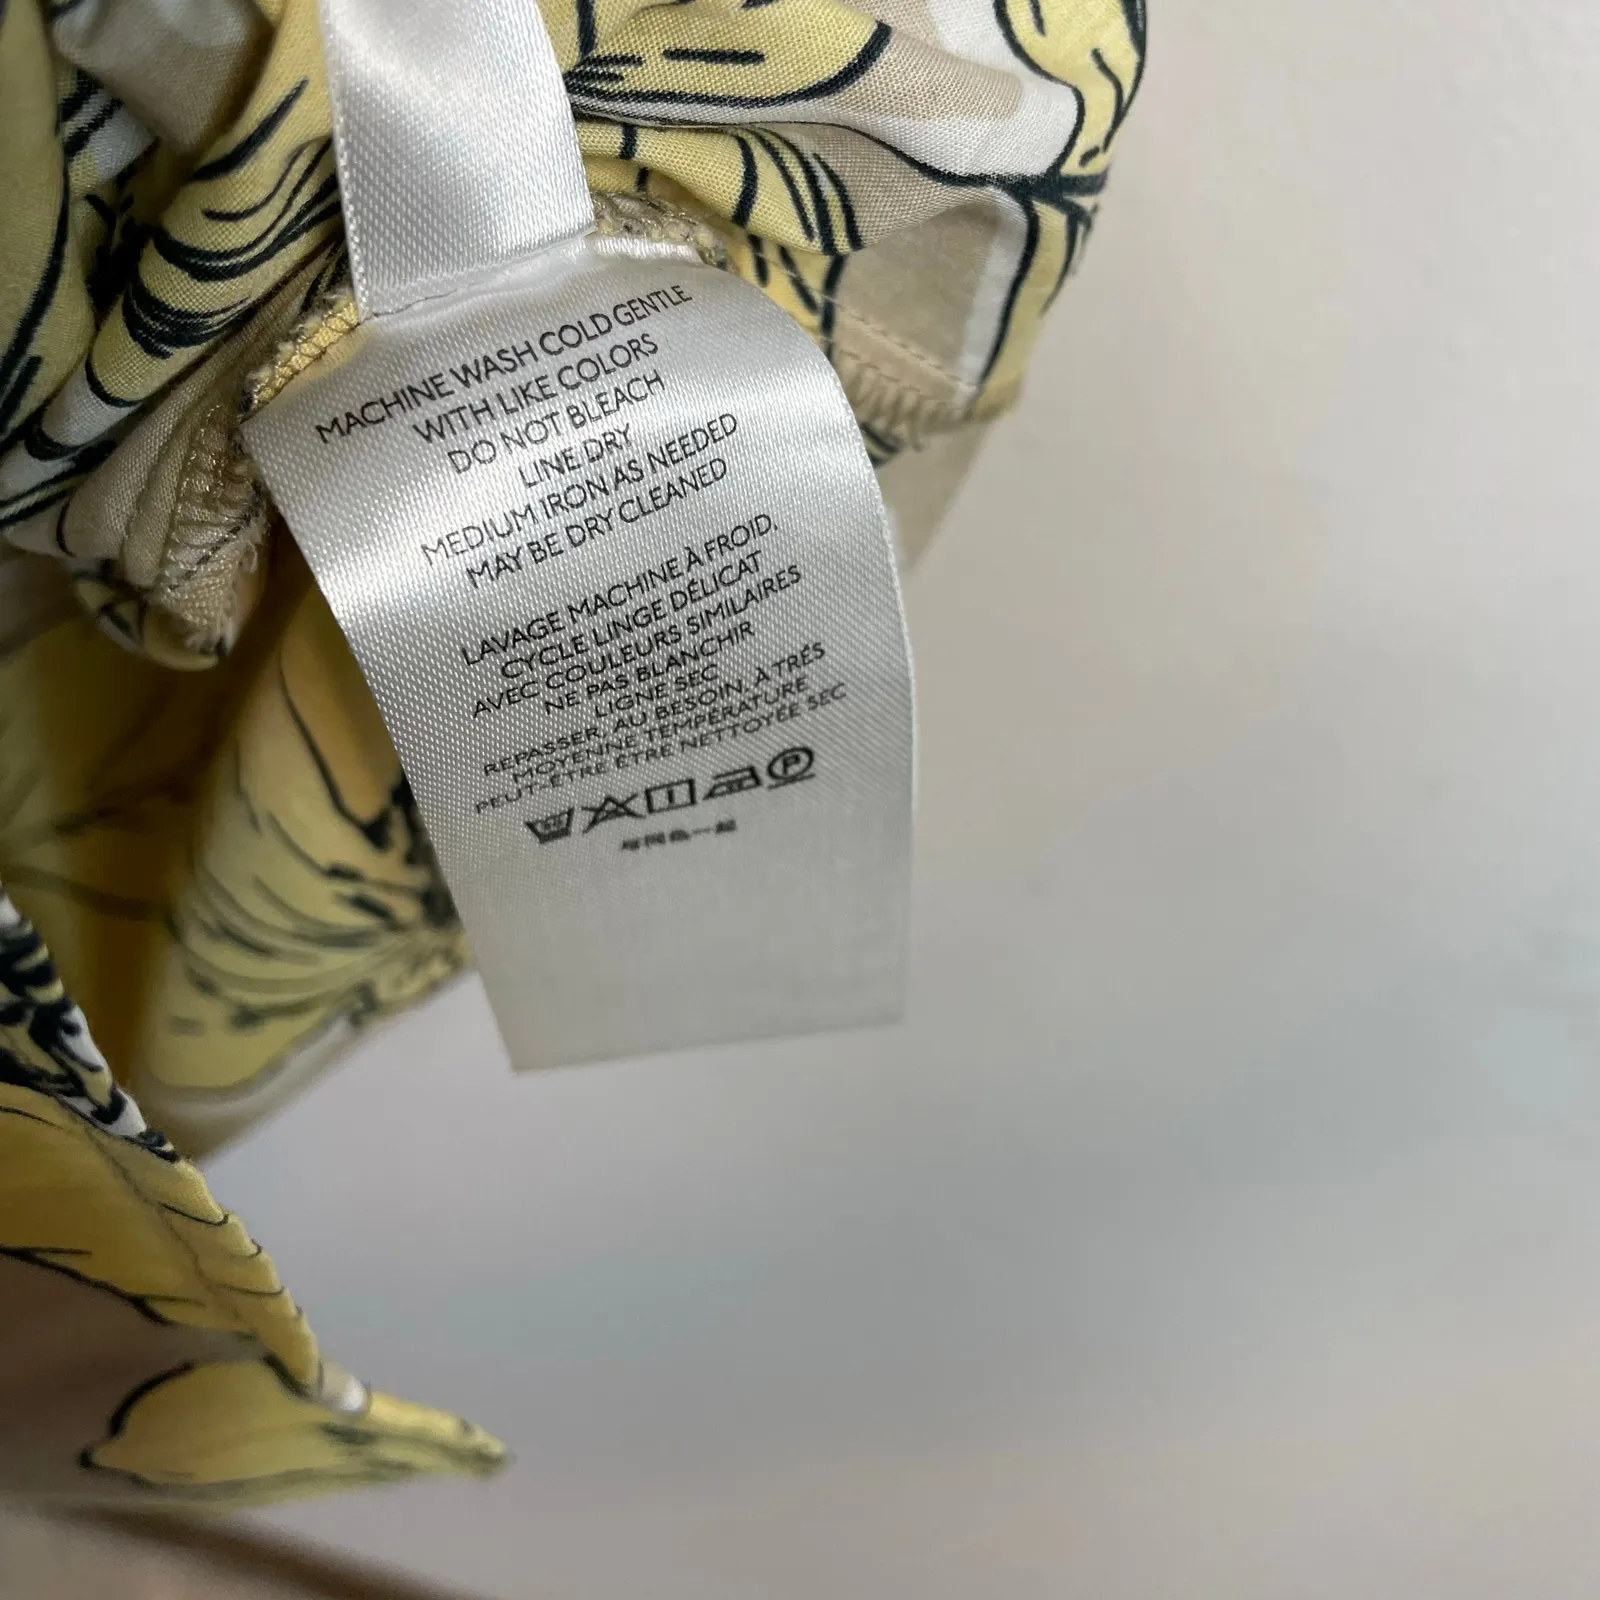 MACHINE WASH COLD GENTLE
WITH LIKE COLORS
DO NOT BLEACH
LINE DRY
MEDIUM IRON AS NEEDED
MAY BE DRY CLEANED
LAVAGE MACHINE À FROID,
CYCLE LINGE DÉLICAT
AVEC COULEURS SIMILAIRES
NE PAS BLANCHIR
LIGNE SEC
REPASSER, AU BESOIN, À TRÉS
MOYENNE TEMPÉRATURE
PEUT-ÊTRE ÊTRE NETTOYÉE SEC
P